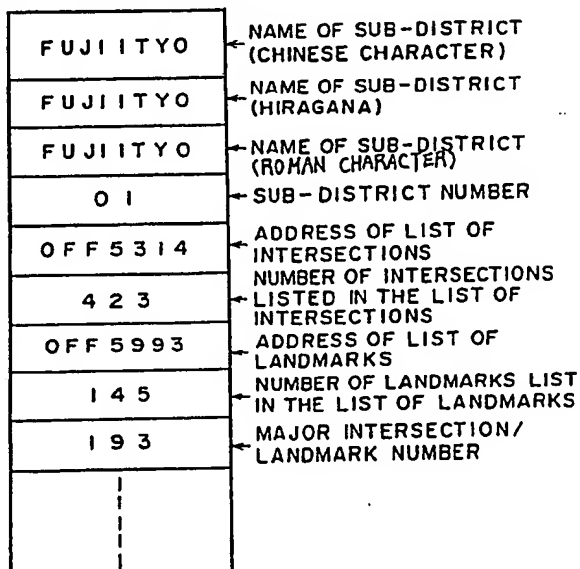 FUJIITYO
NAME OF SUB-DISTRICT
(CHINESE CHARACTER)
FUJIITYO
NAME OF SUB-DISTRICT
(HIRAGANA)
FUJIITYO
NAME OF SUB-DISTRICT
(ROMAN CHARACTER)
01
SUB-DISTRICT NUMBER
OFF5314
ADDRESS OF LIST OF
INTERSECTIONS
423
NUMBER OF INTERSECTIONS
LISTED IN THE LIST OF
INTERSECTIONS
OFF5993
ADDRESS OF LIST OF
LANDMARKS
145
NUMBER OF LANDMARKS LIST
IN THE LIST OF LANDMARKS
193
MAJOR INTERSECTION/
LANDMARK NUMBER